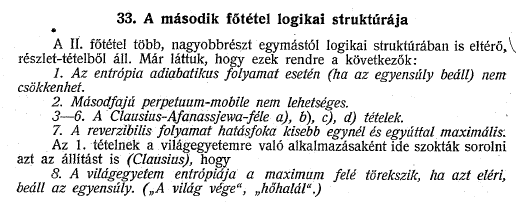 33. A második főtétel logikai struktúrája
A II. főtétel több, nagyobbrészt egymástól logikai struktúrában is eltérő,
részlet-tételből áll. Már láttuk, hogy ezek rendre a következők:
1. Az entrópia adiabatikus folyamat esetén (ha az egyensúly beáll) nem
csökkenhet.
2. Másodfajú perpetuum-mobile nem lehetséges.
3—6. A Clausius-Afanassjewa-féle a), b), c), d) tételek.
7. A reverzibilis folyamat hatásfoka kisebb egynél és egyúttal maximális.
Az 1. tételnek a világegyetemre való alkalmazásaként ide szokták sorolni
azt az állítást is (Clausius), hogy
8. A világegyetem entrópiája a maximum felé törekszik, ha azt eléri,
beáll az egyensúly. („A világ vége“, „hőhalál“.)